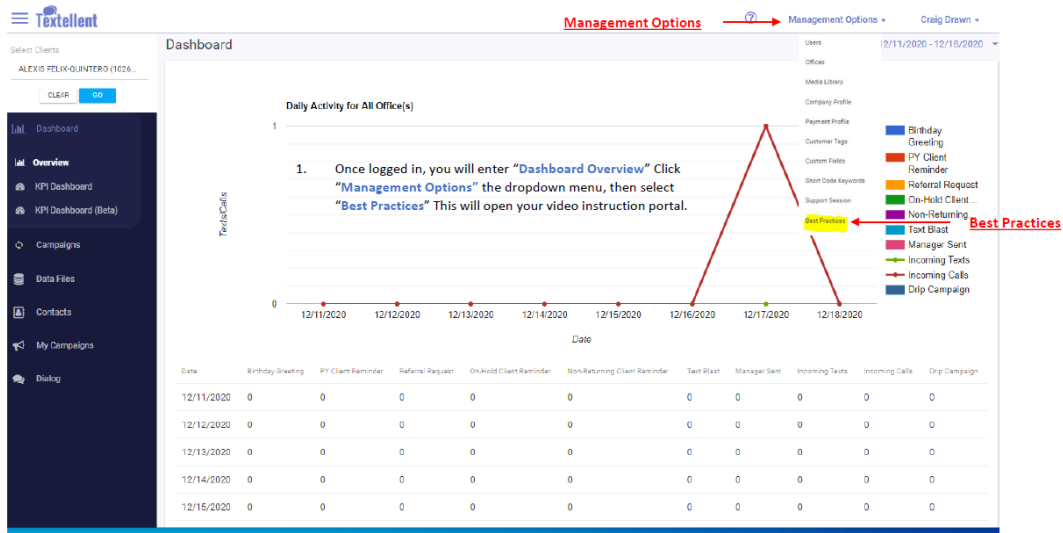 Textellent
Management Options
Management Options
Craig Drawn
Select Clients
ALEXIS FELIX-QUINTERO (1026...
CLEAR
GO
Dashboard
Overview
KPI Dashboard
KPI Dashboard (Beta)
Campaigns
Data Files
Contacts
My Campaigns
Dialog
Dashboard
12/11/2020 - 12/18/2020
Users
Offices
Media Library
Company Profile
Payment Profile
Customer Tags
Custom Fields
Short Code Keywords
Support Session
Best Practices
Best Practices
Daily Activity for All Office(s)
1
0
Texts/Calls
1. Once logged in, you will enter “Dashboard Overview” Click
“Management Options” the dropdown menu, then select
“Best Practices” This will open your video instruction portal.
12/11/2020 12/12/2020 12/13/2020 12/14/2020 12/15/2020 12/16/2020 12/17/2020 12/18/2020
Date
Birthday
Greeting
PY Client
Reminder
Referral Request
On-Hold Client...
Non-Returning...
Text Blast
Manager Sent
Incoming Texts
Incoming Calls
Drip Campaign
Date Birthday Greeting PY Client Reminder Referral Request On-Hold Client Reminder Non-Returning Client Reminder Text Blast Manager Sent Incoming Texts Incoming Calls Drip Campaign
12/11/2020 0 0 0 0 0 0 0 0 0 0
12/12/2020 0 0 0 0 0 0 0 0 0 0
12/13/2020 0 0 0 0 0 0 0 0 0 0
12/14/2020 0 0 0 0 0 0 0 0 0 0
12/15/2020 0 0 0 0 0 0 0 0 0 0